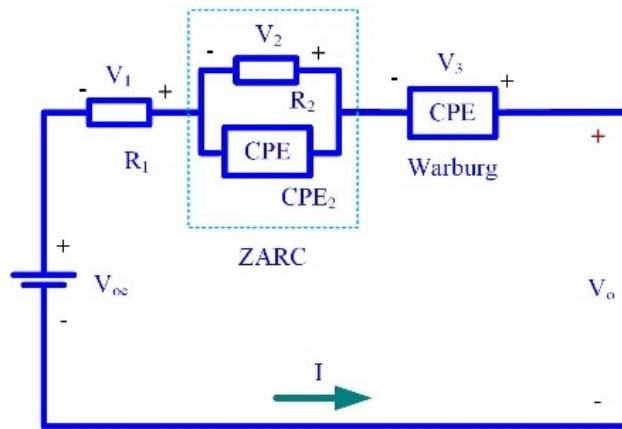 V2
- +
V1
- +
R2
V3
- +
CPE
CPE
+
R1
CPE2
Warburg
ZARC
+
Voc
-
Vo
I
-